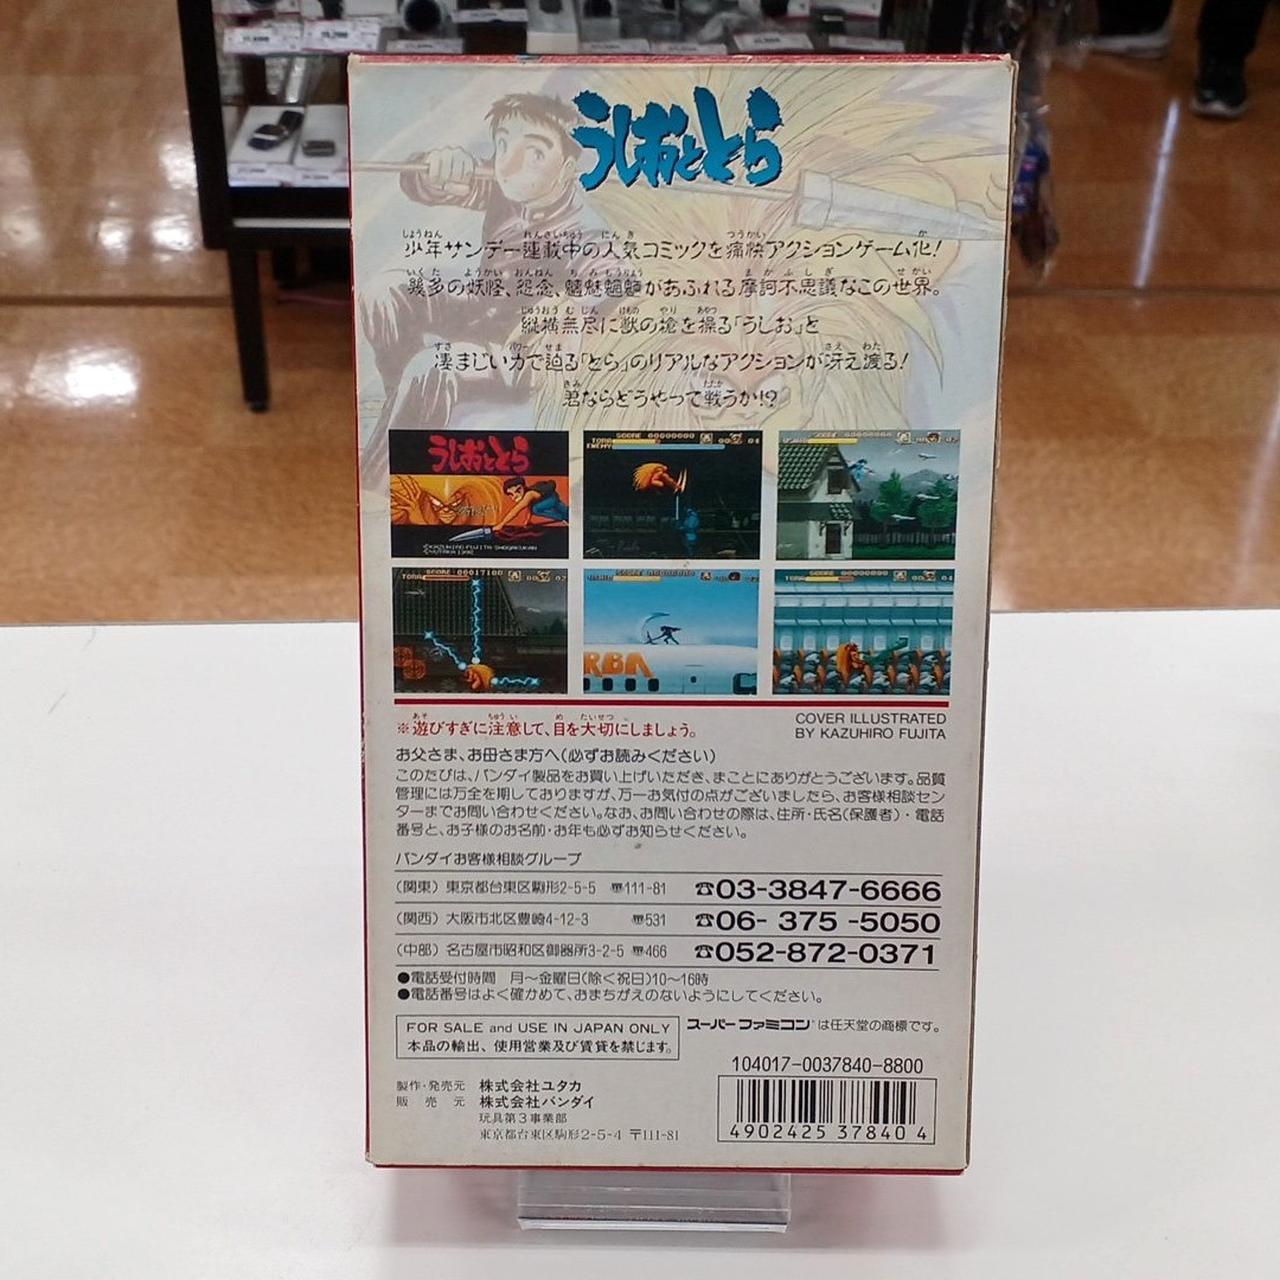 うしおととら
少年サンデー連載中の人気コミックを痛快アクションゲーム化!
幾多の妖怪、怨念、魑魅魍魎があふれる摩訶不思議なこの世界。
縦横無尽に獣の槍を操る「うしお」と
凄まじい力で迫る「とら」のリアルなアクションが冴え渡る!
君ならどうやって戦うか!?
うしおととら
※遊びすぎに注意して、目を大切にしましょう。
COVER ILLUSTRATED
BY KAZUHIRO FUJITA
お父さま、お母さま方へ(必ずお読みください)
このたびは、バンダイ製品をお買い上げいただき、まことにありがとうございます。品質
管理には万全を期しておりますが、万一お気付の点がございましたら、お客様相談セン
ターまでお問い合わせください。なお、お問い合わせの際は、住所・氏名(保護者)・電話
番号と、お子様のお名前・お年も必ずお知らせください。
バンダイお客様相談グループ
(関東) 東京都台東区駒形2-5-5 〠111-81 ☎03-3847-6666
(関西) 大阪市北区豊崎4-12-3 〠531 ☎06- 375 -5050
(中部) 名古屋市昭和区御器所3-2-5 〠466 ☎052-872-0371
●電話受付時間 月〜金曜日(除く祝日)10〜16時
●電話番号はよく確かめて、おまちがえのないようにしてください。
FOR SALE and USE IN JAPAN ONLY
本品の輸出、使用営業及び賃貸を禁じます。
スーパーファミコン は任天堂の商標です。
104017-0037840-8800
製作・発売元 株式会社ユタカ
販 売 元 株式会社バンダイ
玩具第3事業部
東京都台東区駒形2-5-4 〒111-81
4902425 37840 4